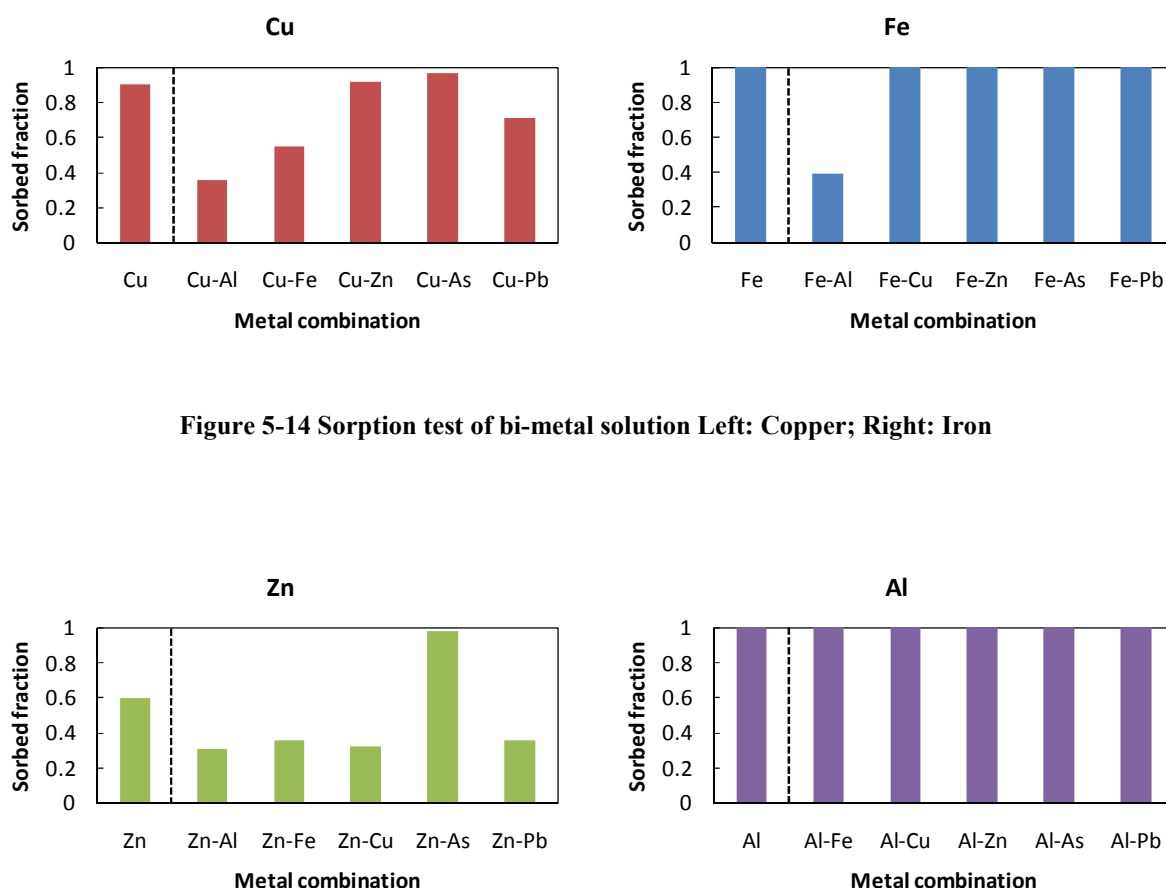 Cu
Sorbed fraction
1
0.8
0.6
0.4
0.2
0
Cu Cu-Al Cu-Fe Cu-Zn Cu-As Cu-Pb
Metal combination
Fe
Sorbed fraction
1
0.8
0.6
0.4
0.2
0
Fe Fe-Al Fe-Cu Fe-Zn Fe-As Fe-Pb
Metal combination
Figure 5-14 Sorption test of bi-metal solution Left: Copper; Right: Iron
Zn
Sorbed fraction
1
0.8
0.6
0.4
0.2
0
Zn Zn-Al Zn-Fe Zn-Cu Zn-As Zn-Pb
Metal combination
Al
Sorbed fraction
1
0.8
0.6
0.4
0.2
0
Al Al-Fe Al-Cu Al-Zn Al-As Al-Pb
Metal combination